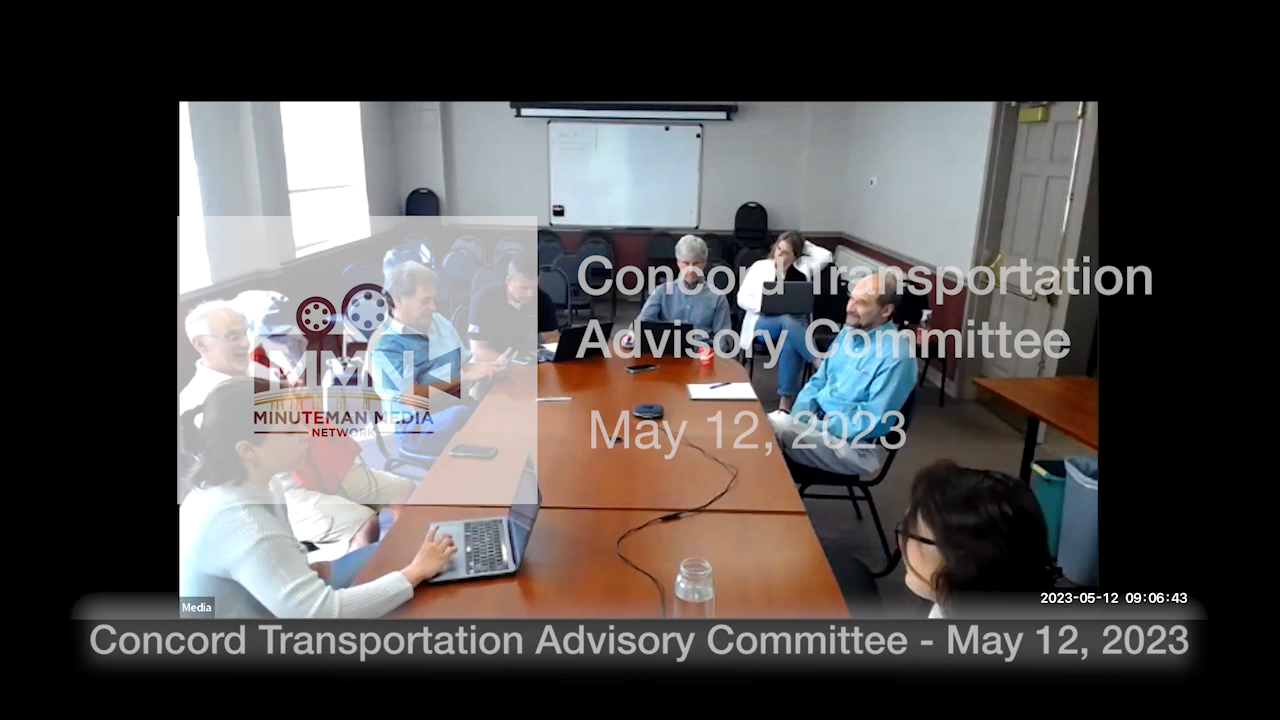 Concord Transportation
Advisory Committee
May 12, 2023
MMN
MINUTEMAN MEDIA
NETWORK
Media
2023-05-12 09:06:43
Concord Transportation Advisory Committee - May 12, 2023